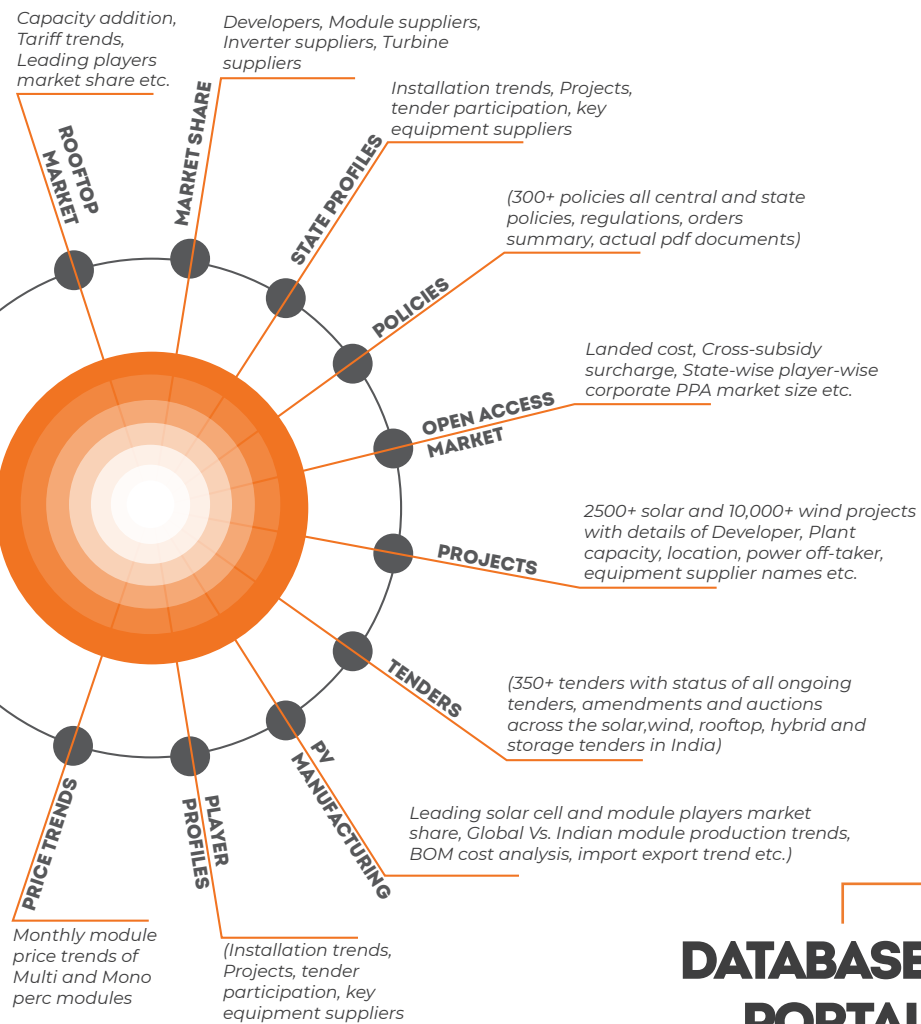 Capacity addition,
Tariff trends,
Leading players
market share etc.
ROOFTOP
MARKET
Developers, Module suppliers,
Inverter suppliers, Turbine
suppliers
MARKET SHARE
Installation trends, Projects,
tender participation, key
equipment suppliers
STATE PROFILES
(300+ policies all central and state
policies, regulations, orders
summary, actual pdf documents)
POLICIES
Landed cost, Cross-subsidy
surcharge, State-wise player-wise
corporate PPA market size etc.
OPEN ACCESS
MARKET
2500+ solar and 10,000+ wind projects
with details of Developer, Plant
capacity, location, power off-taker,
equipment supplier names etc.
PROJECTS
TENDERS
(350+ tenders with status of all ongoing
tenders, amendments and auctions
across the solar,wind, rooftop, hybrid and
storage tenders in India)
PV
MANUFACTURING
Leading solar cell and module players market
share, Global Vs. Indian module production trends,
BOM cost analysis, import export trend etc.)
PLAYER
PROFILES
(Installation trends,
Projects, tender
participation, key
equipment suppliers
PRICE TRENDS
Monthly module
price trends of
Multi and Mono
perc modules
DATABASE
PORTAL